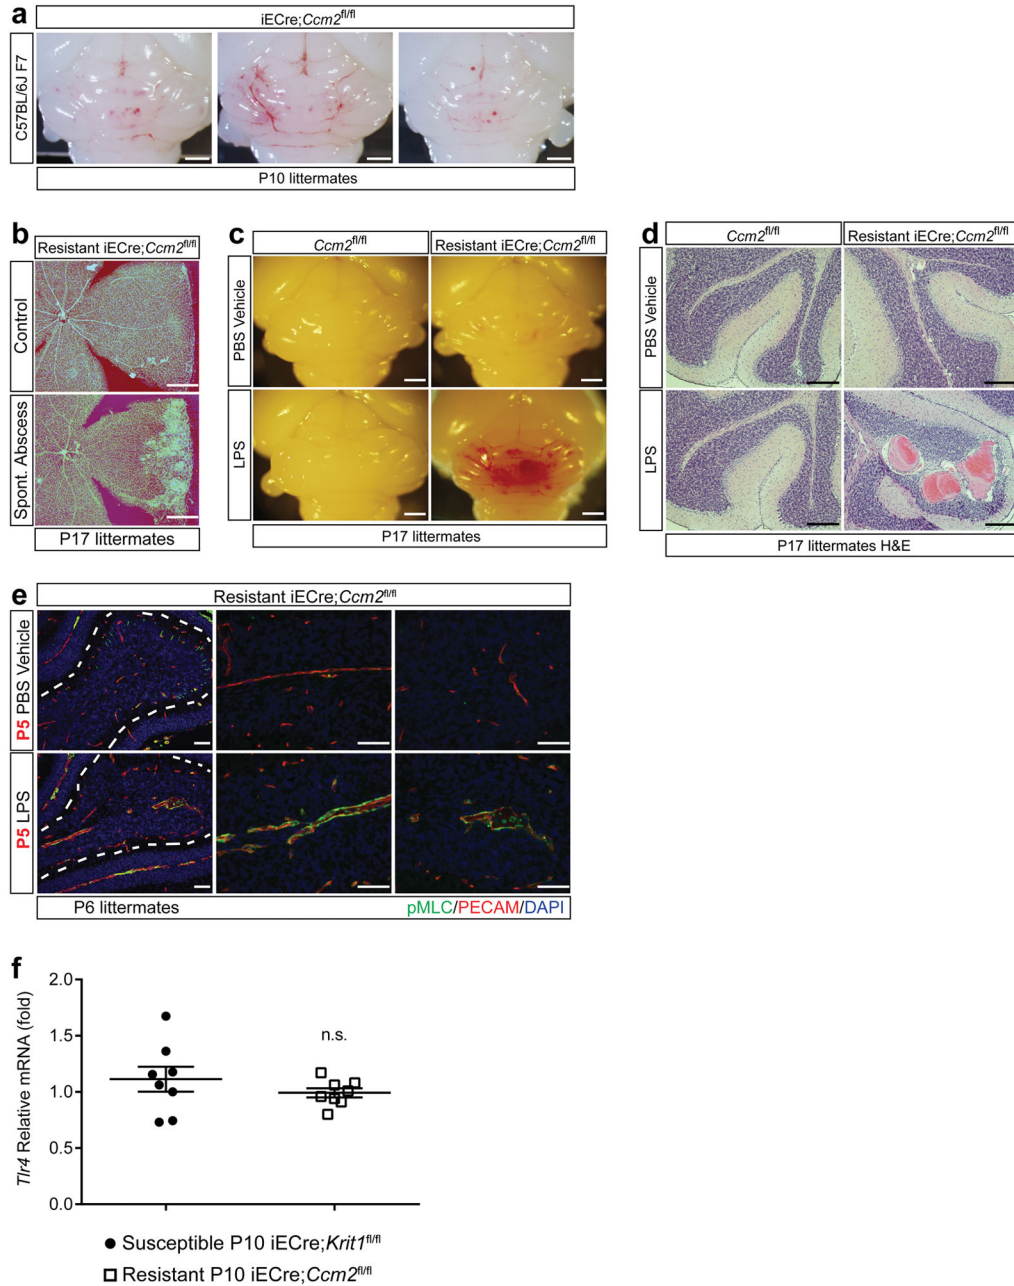 a
iECre;Ccm2fl/fl
C57BL/6J F7
P10 littermates
b
Resistant iECre;Ccm2fl/fl
Control
Spont. Abscess
P17 littermates
c
Ccm2fl/fl
Resistant iECre;Ccm2fl/fl
PBS Vehicle
LPS
P17 littermates
d
Ccm2fl/fl
Resistant iECre;Ccm2fl/fl
PBS Vehicle
LPS
P17 littermates H&E
e
Resistant iECre;Ccm2fl/fl
P5 PBS Vehicle
P5 LPS
P6 littermates
pMLC/PECAM/DAPI
f
Tlr4 Relative mRNA (fold)
2.0
1.5
1.0
0.5
0.0
n.s.
Susceptible P10 iECre;Krit1fl/fl
Resistant P10 iECre;Ccm2fl/fl